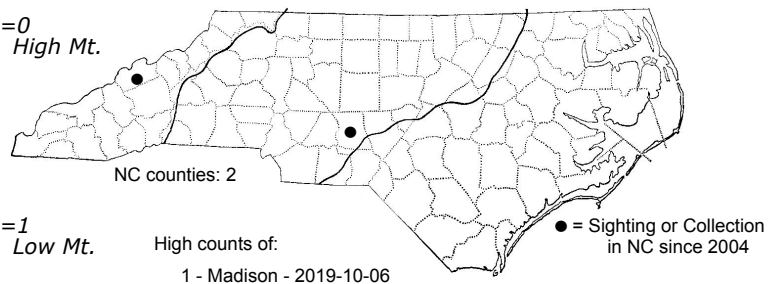 =0
High Mt.
NC counties: 2
=1
Low Mt.
High counts of:
1 - Madison - 2019-10-06
● = Sighting or Collection
in NC since 2004